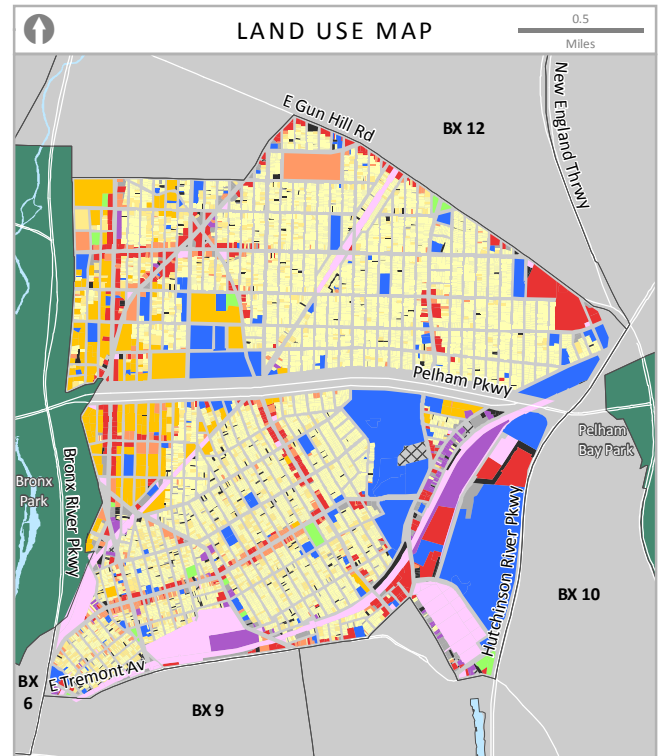 LAND USE MAP
0.5
Miles
E Gun Hill Rd
New England Thrwy
BX 12
Pelham Pkwy
Pelham
Bay Park
Bronx
Park
Bronx River Pkwy
Hutchinson River Pkwy
BX 10
E Tremont Av
BX
6
BX 9